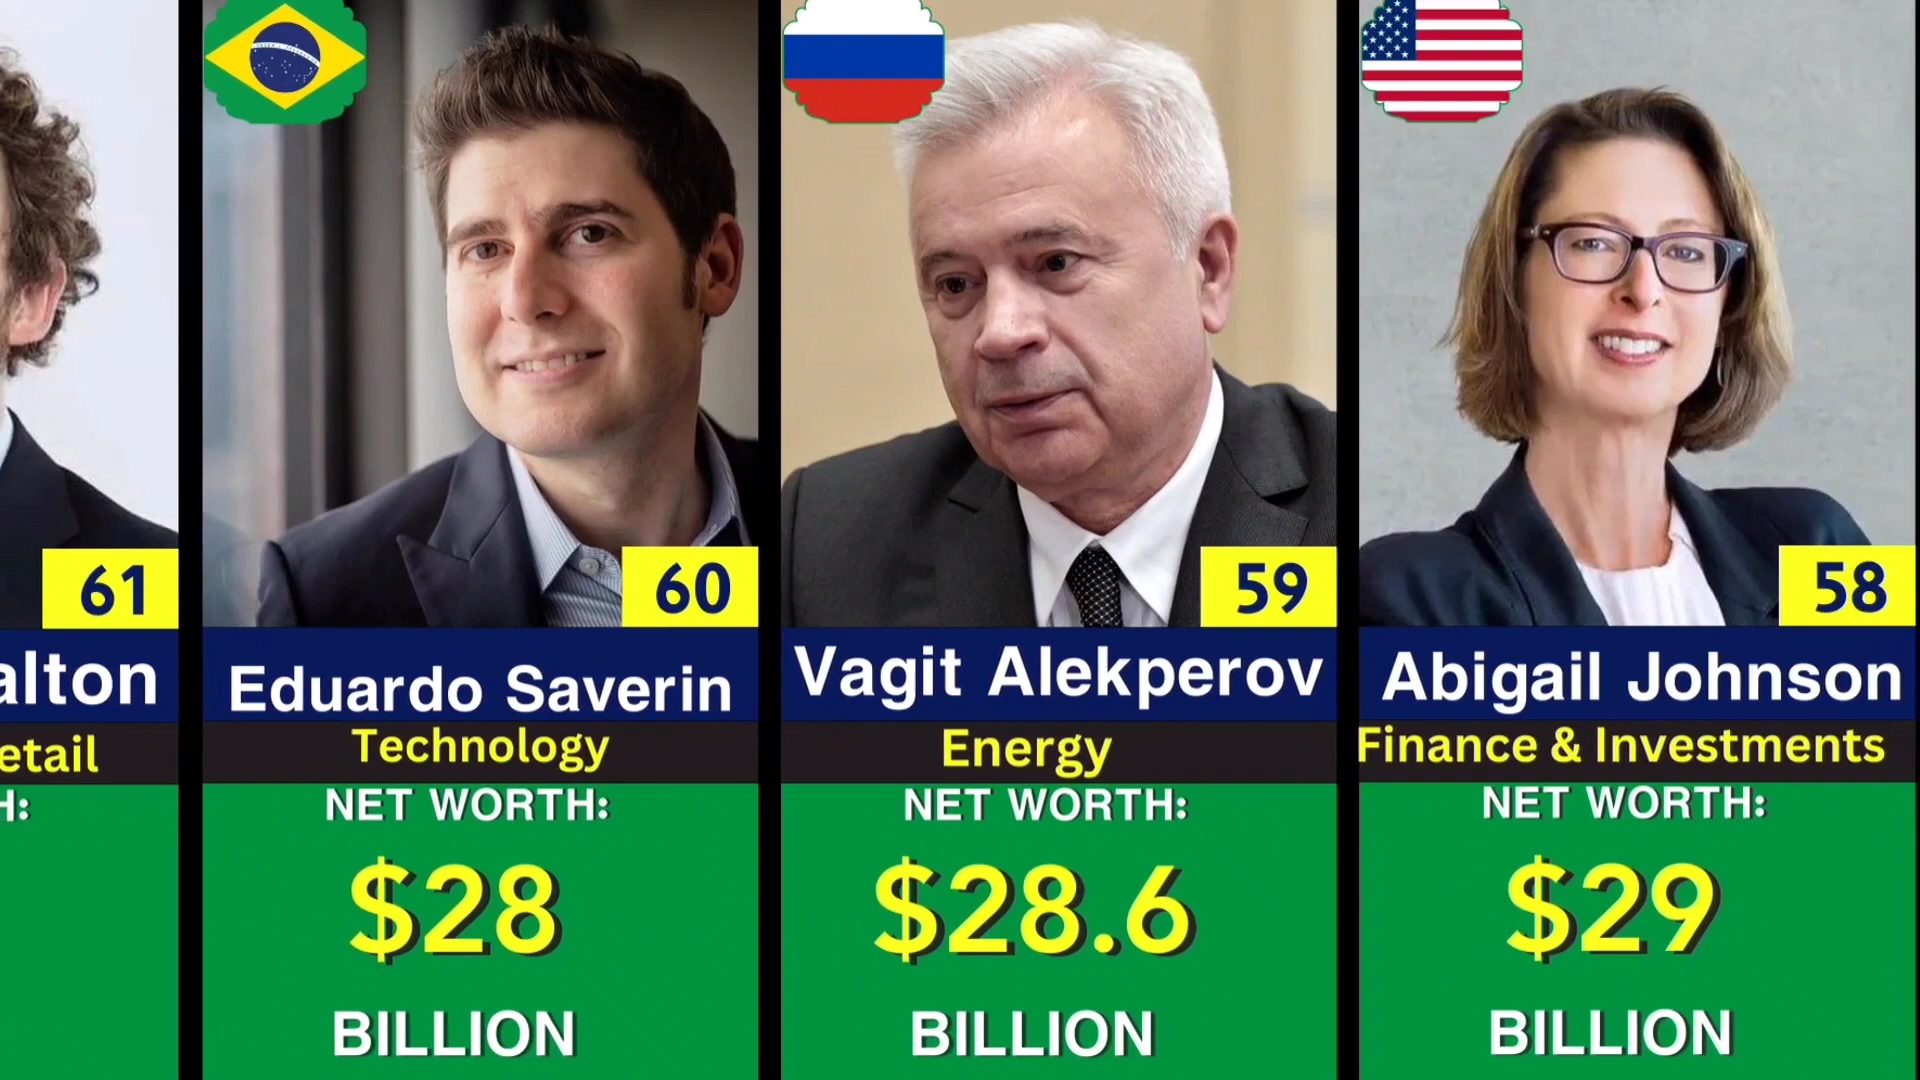 61
alton
etail
H:
60
Eduardo Saverin
Technology
NET WORTH:
$28
BILLION
59
Vagit Alekperov
Energy
NET WORTH:
$28.6
BILLION
58
Abigail Johnson
Finance & Investments
NET WORTH:
$29
BILLION